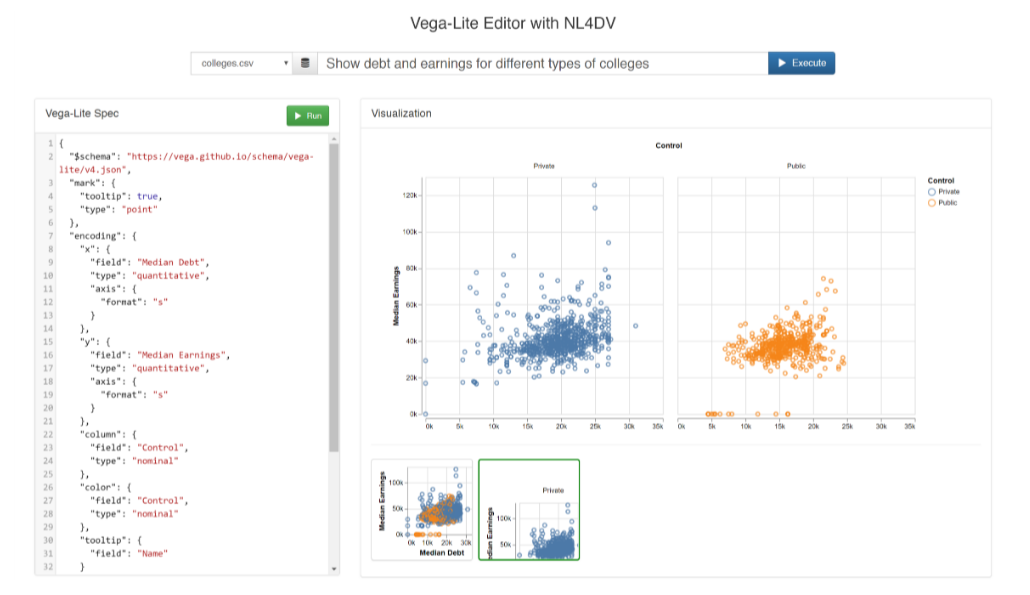 Vega-Lite Editor with NL4DV
colleges.csv
Show debt and earnings for different types of colleges
Execute
Vega-Lite Spec
Run
1 {
2 "$schema": "https://vega.github.io/schema/vega-
lite/v4.json",
3 "mark": {
4 "tooltip": true,
5 "type": "point"
6 },
7 "encoding": {
8 "x": {
9 "field": "Median Debt",
10 "type": "quantitative",
11 "axis": {
12 "format": "s"
13 }
14 },
15 "y": {
16 "field": "Median Earnings",
17 "type": "quantitative",
18 "axis": {
19 "format": "s"
20 }
21 },
22 "column": {
23 "field": "Control",
24 "type": "nominal"
25 },
26 "color": {
27 "field": "Control",
28 "type": "nominal"
29 },
30 "tooltip": {
31 "field": "Name"
32 }
Visualization
Control
Private
Public
Median Earnings
120k
100k
80k
60k
40k
20k
0k
0k 5k 10k 15k 20k 25k 30k 35k
0k 5k 10k 15k 20k 25k 30k 35k
Control
Private
Public
Median Earnings
100k
50k
0k
0k 10k 20k 30k
Median Debt
Private
dian Earnings
100k
50k